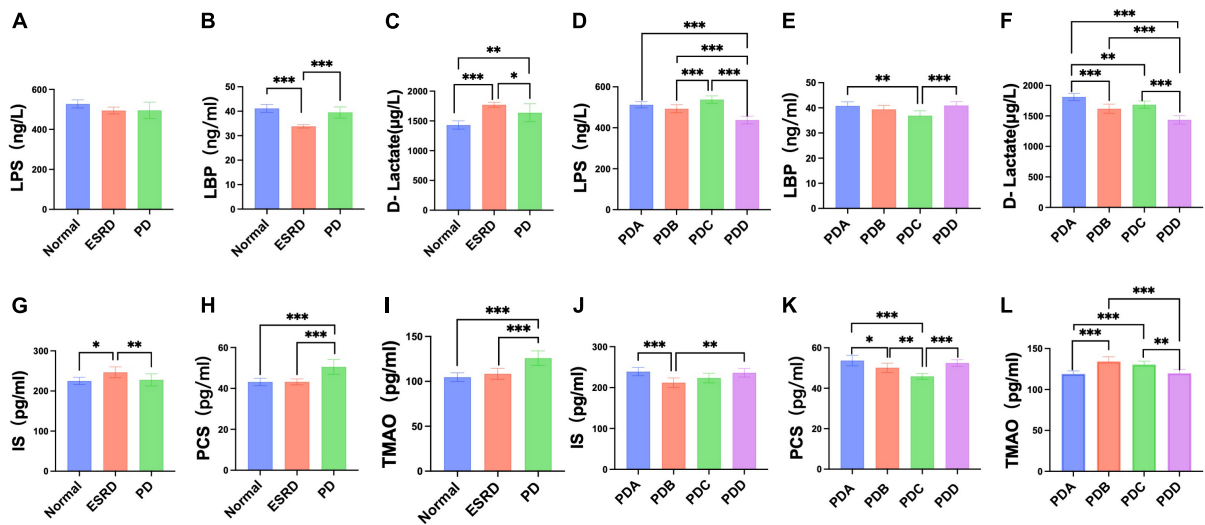 A
LPS (ng/L)
600
400
200
0
Normal
ESRD
PD
B
LBP (ng/ml)
50
40
30
20
10
0
***
***
Normal
ESRD
PD
C
D- Lactate(μg/L)
2000
1500
1000
500
0
**
***
*
Normal
ESRD
PD
D
LPS (ng/L)
600
400
200
0
***
***
***
***
PDA
PDB
PDC
PDD
E
LBP (ng/ml)
50
40
30
20
10
0
**
***
PDA
PDB
PDC
PDD
F
D- Lactate(μg/L)
2000
1500
1000
500
0
***
***
**
***
***
PDA
PDB
PDC
PDD
G
IS (pg/ml)
300
200
100
0
*
**
Normal
ESRD
PD
H
PCS (pg/ml)
60
40
20
0
***
***
Normal
ESRD
PD
I
TMAO (pg/ml)
150
100
50
0
***
***
Normal
ESRD
PD
J
IS (pg/ml)
300
200
100
0
***
**
PDA
PDB
PDC
PDD
K
PCS (pg/ml)
60
40
20
0
***
*
**
***
PDA
PDB
PDC
PDD
L
TMAO (pg/ml)
150
100
50
0
***
***
***
**
PDA
PDB
PDC
PDD